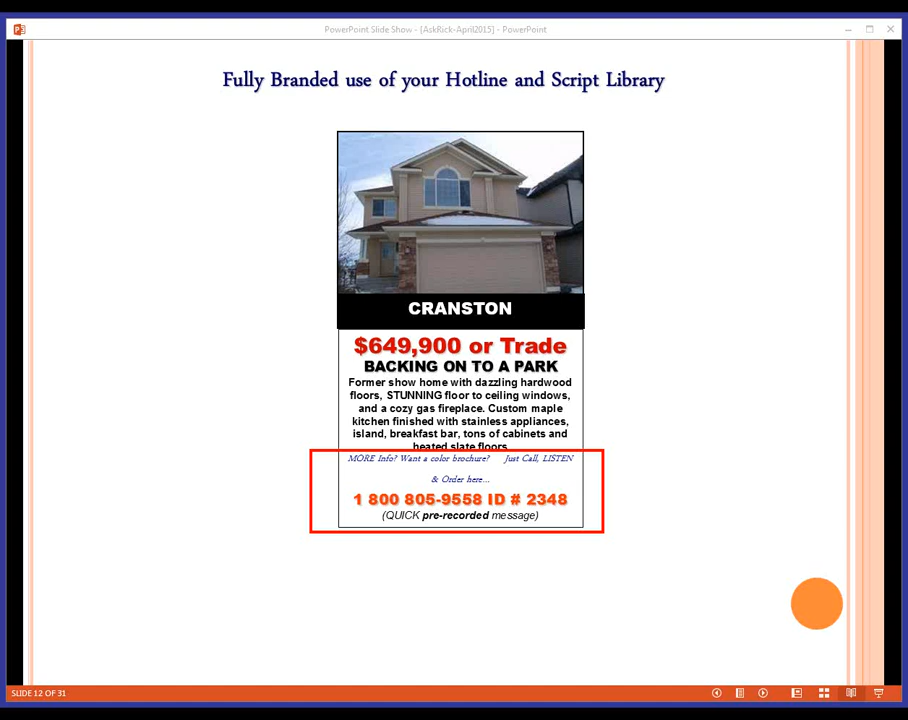 PowerPoint Slide Show - [AskRick-April2015] - PowerPoint
Fully Branded use of your Hotline and Script Library
CRANSTON
$649,900 or Trade
BACKING ON TO A PARK
Former show home with dazzling hardwood
floors, STUNNING floor to ceiling windows,
and a cozy gas fireplace. Custom maple
kitchen finished with stainless appliances,
island, breakfast bar, tons of cabinets and
heated slate floors.
MORE Info? Want a color brochure? Just Call, LISTEN
& Order here...
1 800 805-9558 ID # 2348
(QUICK pre-recorded message)
SLIDE 12 OF 31